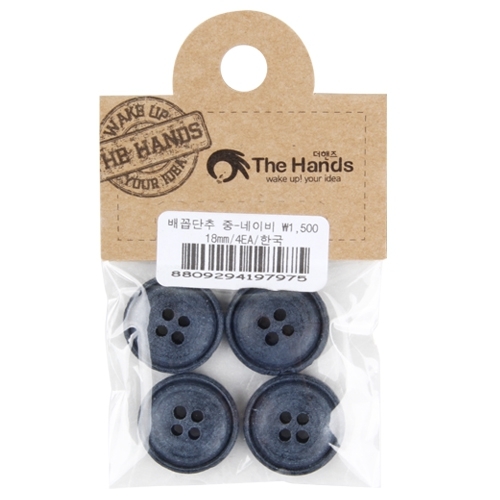 WAKE UP
THE HANDS
YOUR IDEA
더핸즈
The Hands
wake up! your idea
배꼽단추 중-네이비 ₩1,500
18mm/4EA/한국
8809294197975